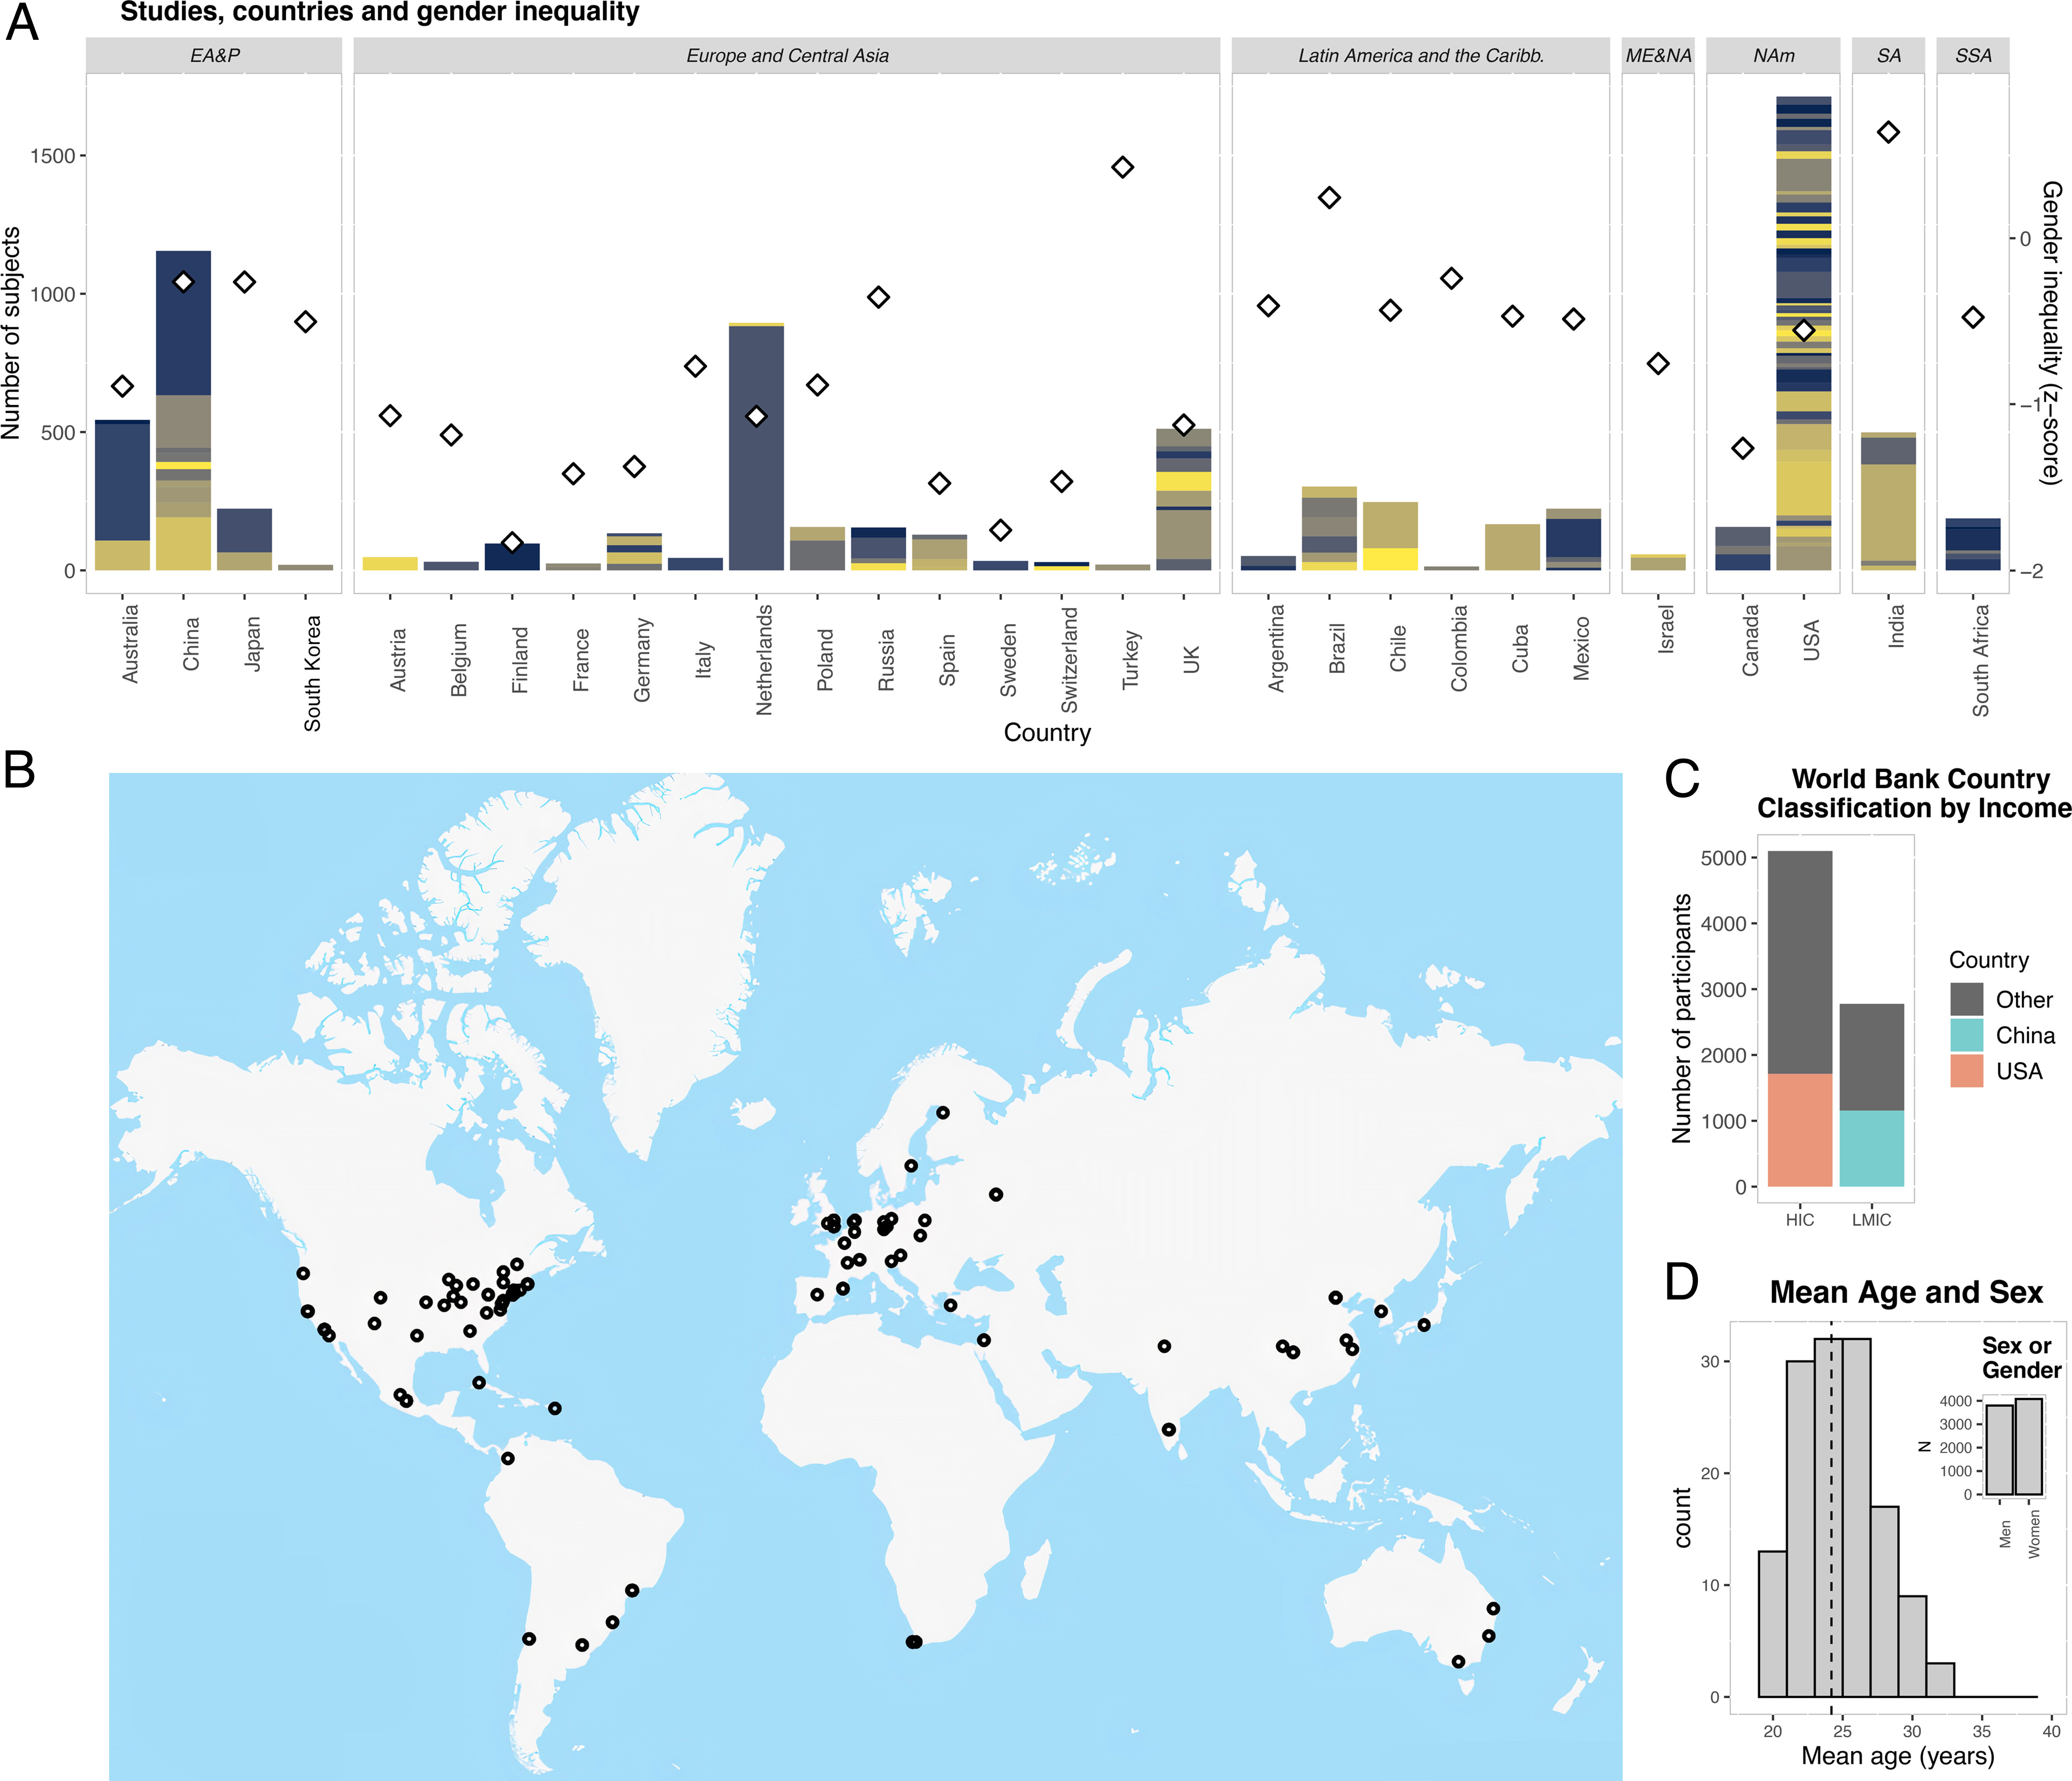 A
Studies, countries and gender inequality
EA&P
Europe and Central Asia
Latin America and the Caribb.
ME&NA
NAm
SA
SSA
Number of subjects
1500
1000
500
0
0
−1
−2
Gender inequality (z−score)
Australia
China
Japan
South Korea
Austria
Belgium
Finland
France
Germany
Italy
Netherlands
Poland
Russia
Spain
Sweden
Switzerland
Turkey
UK
Argentina
Brazil
Chile
Colombia
Cuba
Mexico
Israel
Canada
USA
India
South Africa
Country
B
C
World Bank Country
Classification by Income
Number of participants
5000
4000
3000
2000
1000
0
HIC
LMIC
Country
Other
China
USA
D
Mean Age and Sex
count
30
20
10
0
20
25
30
35
40
Mean age (years)
Sex or
Gender
N
4000
3000
2000
1000
0
Men
Women